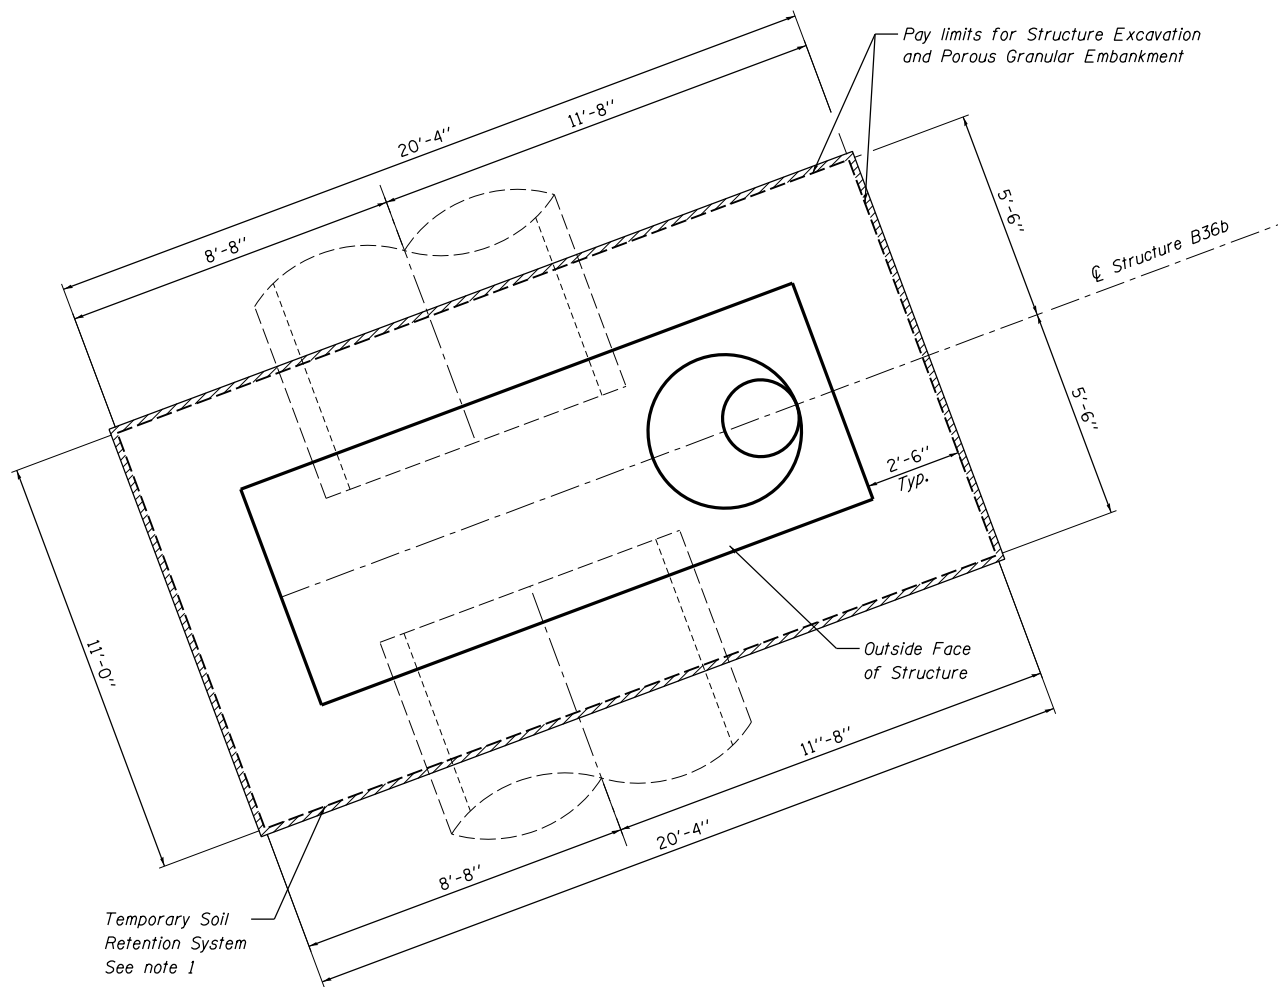 Pay limits for Structure Excavation
and Porous Granular Embankment
20'-4"
11'-8"
8'-8"
5'-6"
℄ Structure B36b
5'-6"
2'-6"
Typ.
11'-0"
Outside Face
of Structure
11"-8"
20'-4"
8'-8"
Temporary Soil
Retention System
See note 1